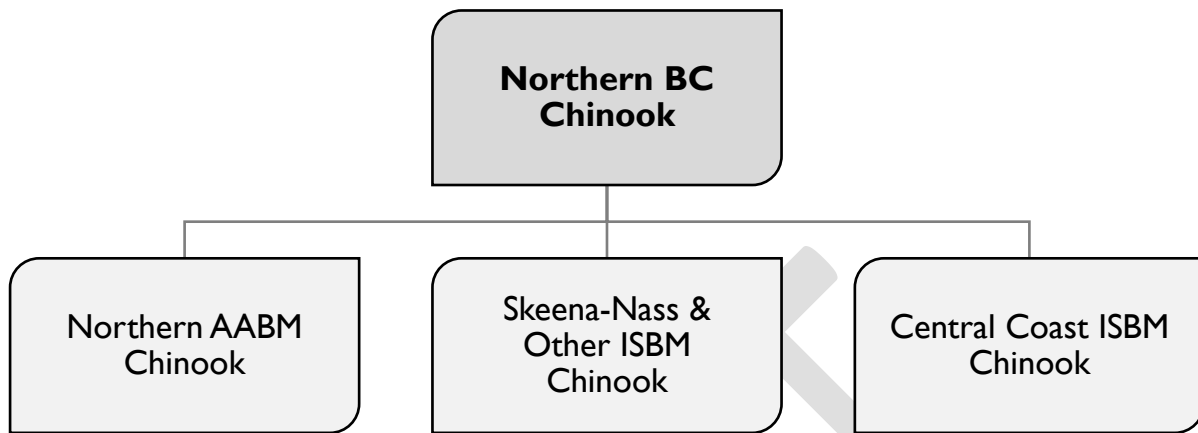 Northern BC
Chinook
Northern AABM
Chinook
Skeena-Nass &
Other ISBM
Chinook
Central Coast ISBM
Chinook